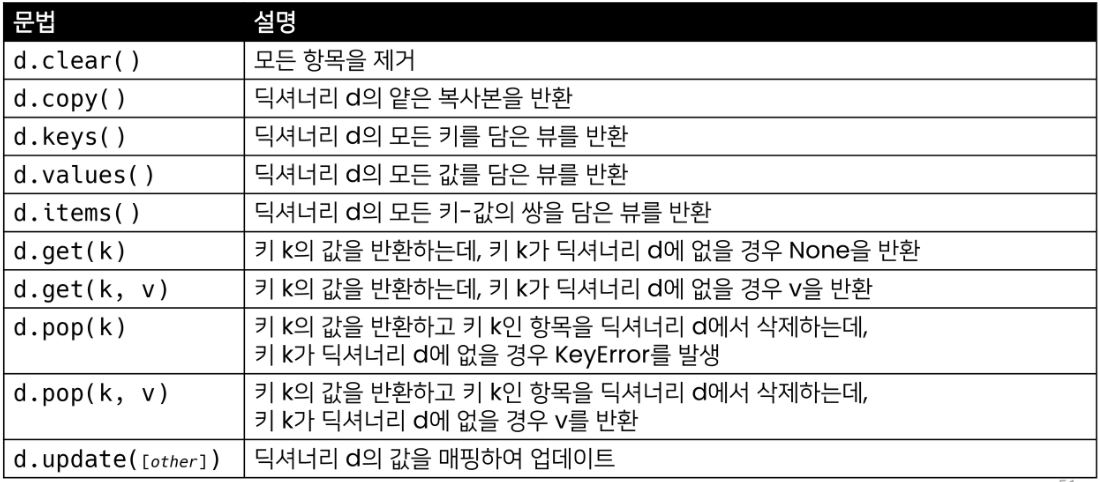 문법 설명
d.clear() 모든 항목을 제거
d.copy() 딕셔너리 d의 얕은 복사본을 반환
d.keys() 딕셔너리 d의 모든 키를 담은 뷰를 반환
d.values() 딕셔너리 d의 모든 값를 담은 뷰를 반환
d.items() 딕셔너리 d의 모든 키-값의 쌍을 담은 뷰를 반환
d.get(k) 키 k의 값을 반환하는데, 키 k가 딕셔너리 d에 없을 경우 None을 반환
d.get(k, v) 키 k의 값을 반환하는데, 키 k가 딕셔너리 d에 없을 경우 v을 반환
d.pop(k) 키 k의 값을 반환하고 키 k인 항목을 딕셔너리 d에서 삭제하는데,
키 k가 딕셔너리 d에 없을 경우 KeyError를 발생
d.pop(k, v) 키 k의 값을 반환하고 키 k인 항목을 딕셔너리 d에서 삭제하는데,
키 k가 딕셔너리 d에 없을 경우 v를 반환
d.update([other]) 딕셔너리 d의 값을 매핑하여 업데이트